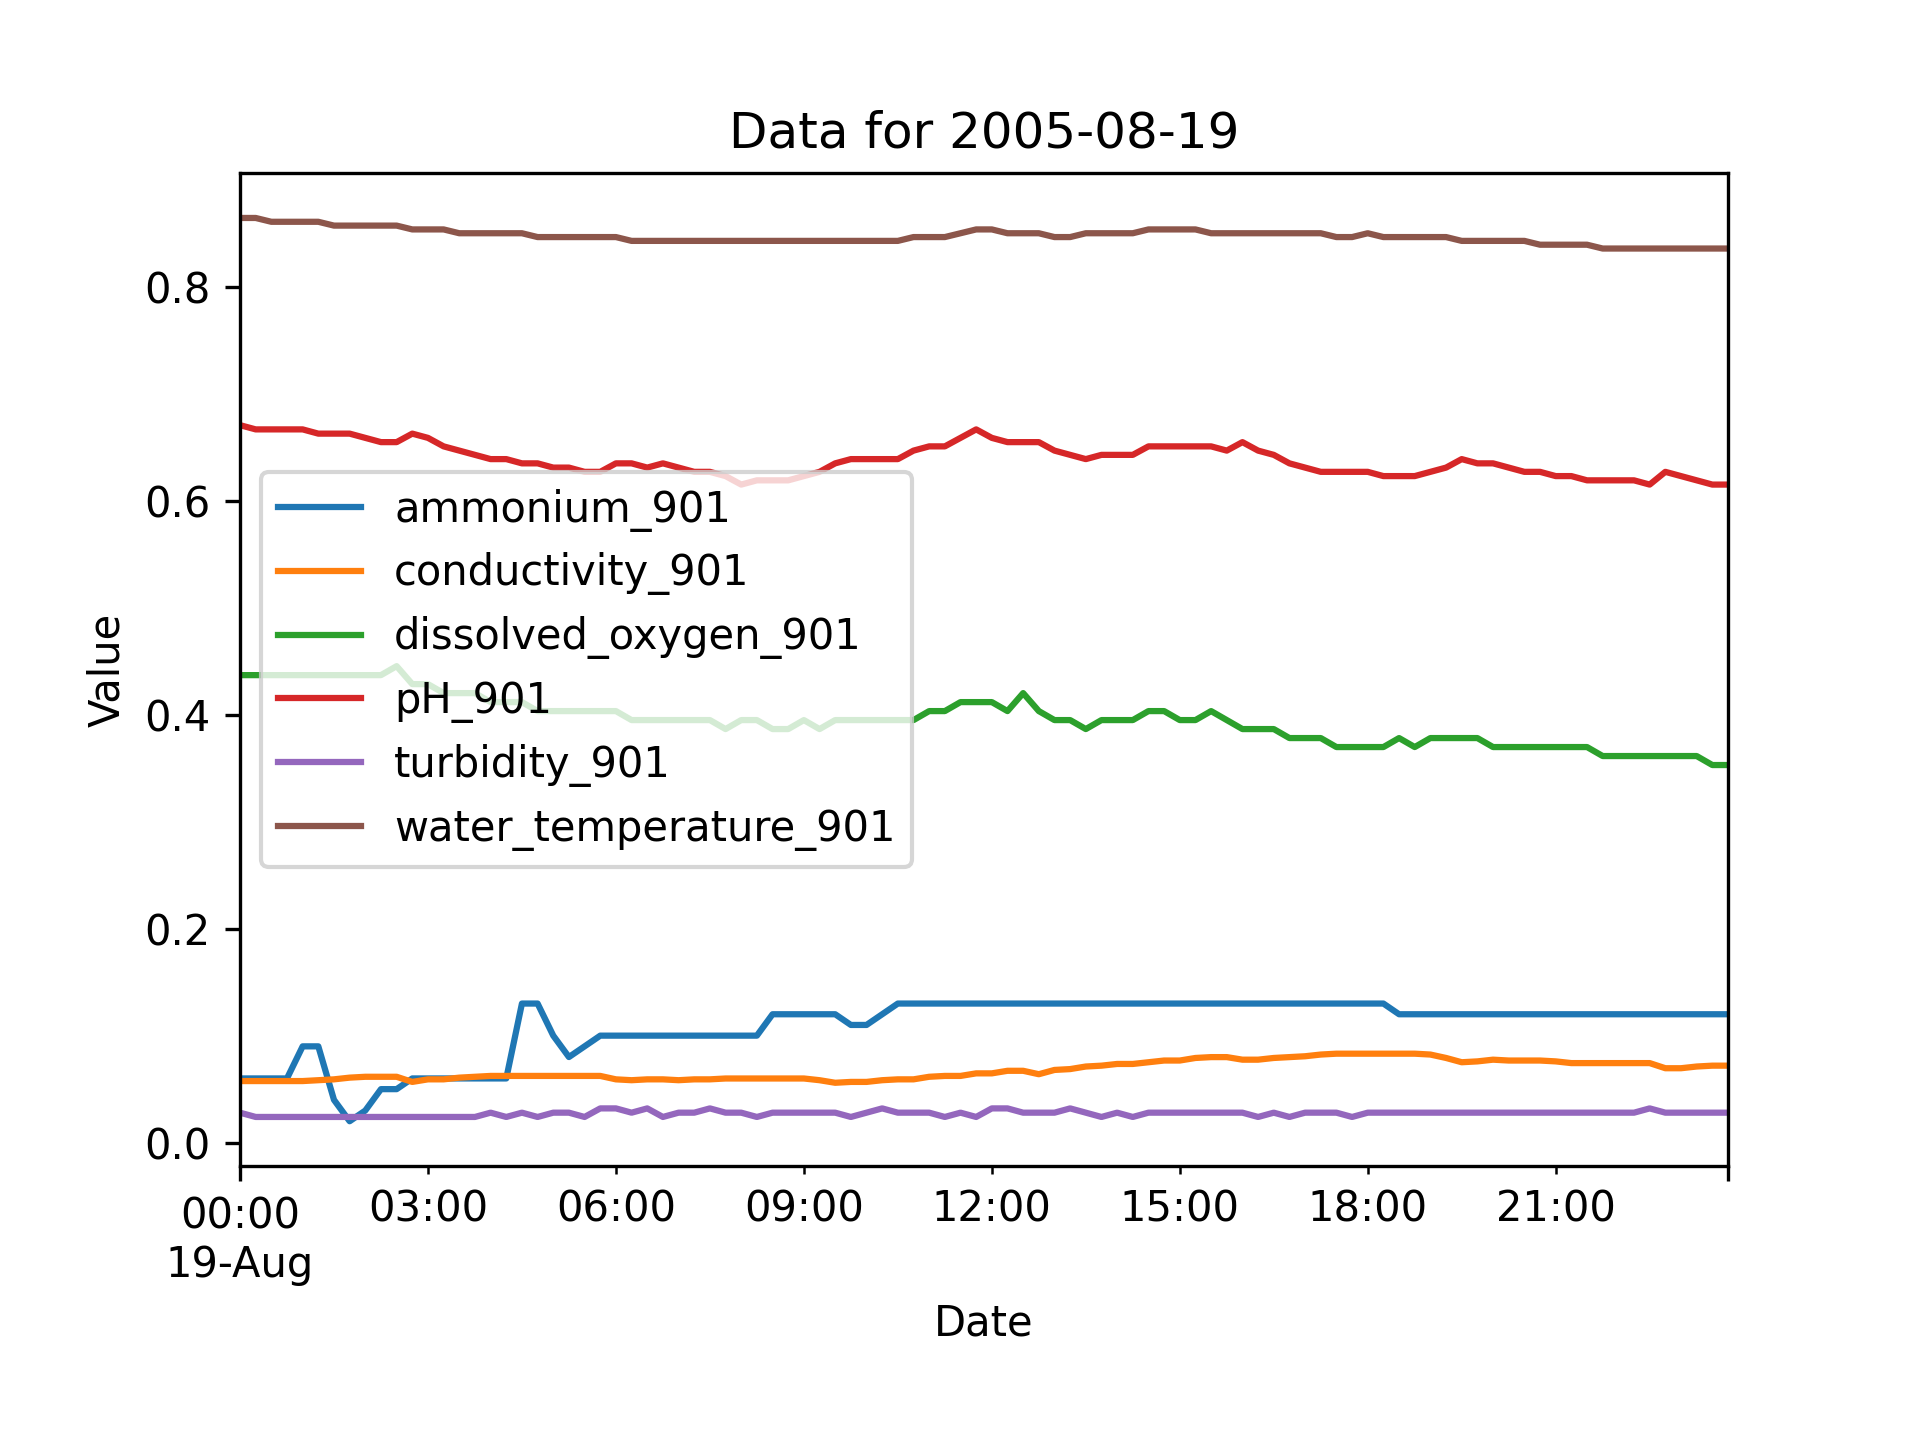 Data for 2005-08-19
Value
0.8
0.6
0.4
0.2
0.0
ammonium_901
conductivity_901
dissolved_oxygen_901
pH_901
turbidity_901
water_temperature_901
00:00 03:00 06:00 09:00 12:00 15:00 18:00 21:00
19-Aug
Date